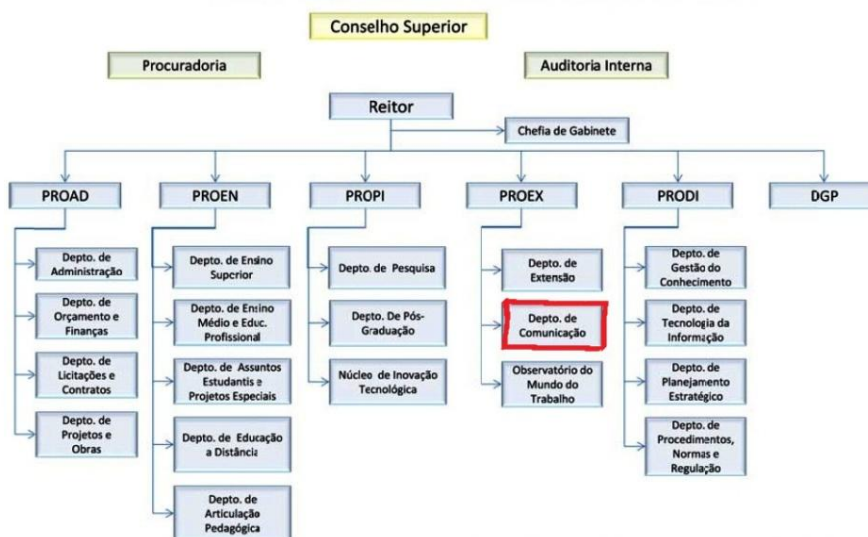 Conselho Superior
Procuradoria
Auditoria Interna
Reitor
Chefia de Gabinete
PROAD
PROEN
PROPI
PROEX
PRODI
DGP
Depto. de
Administração
Depto. de
Orçamento e
Finanças
Depto. de
Licitações e
Contratos
Depto. de
Projetos e
Obras
Depto. de Ensino
Superior
Depto. de Ensino
Médio e Educ.
Profissional
Depto. de Assuntos
Estudantis e
Projetos Especiais
Depto. de Educação
a Distância
Depto. de
Articulação
Pedagógica
Depto. de Pesquisa
Depto. De Pós-
Graduação
Núcleo de Inovação
Tecnológica
Depto. de
Extensão
Depto. de
Comunicação
Observatório do
Mundo do
Trabalho
Depto. de
Gestão do
Conhecimento
Depto. de
Tecnologia da
Informação
Depto. de
Planejamento
Estratégico
Depto. de
Procedimentos,
Normas e
Regulação